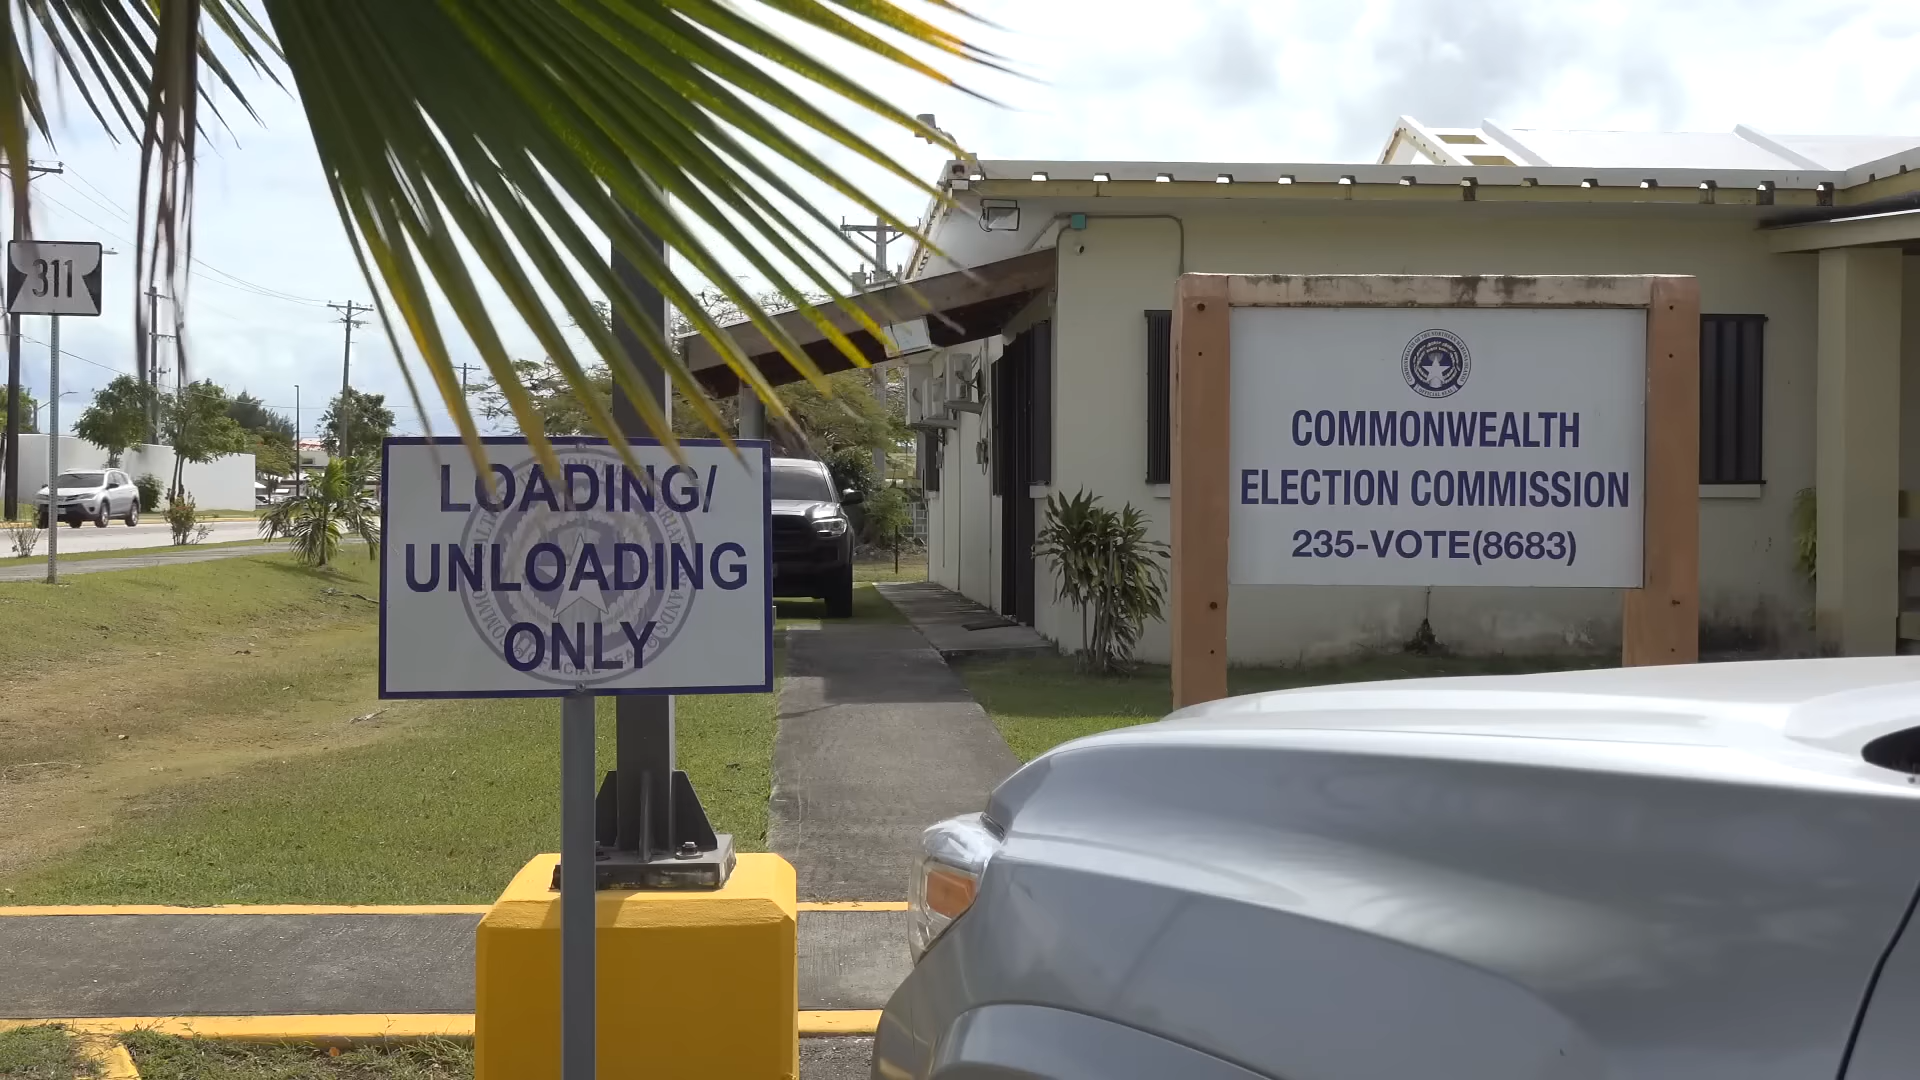 311
LOADING/
UNLOADING
ONLY
COMMONWEALTH
ELECTION COMMISSION
235-VOTE(8683)